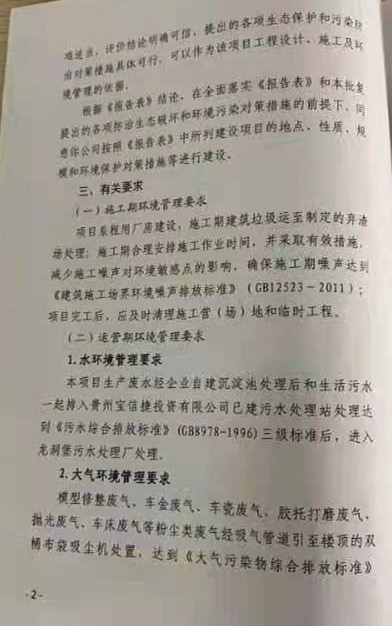 难适当，评价结论明确可信，提出的各项生态保护和污染防
治对策措施具体可行，可以作为该项目工程设计、施工及环
境管理的依据。
根据《报告表》结论，在全面落实《报告表》和本批复
提出的各项防治生态破坏和环境污染对策措施的前提下，同
意你公司按照《报告表》中所列建设项目的地点、性质、规
模和环境保护对策措施等进行建设。
三、有关要求
（一）施工期环境管理要求
项目系租用厂房建设，施工期建筑垃圾运至制定的弃渣
场处理；施工期合理安排施工作业时间，并采取有效措施，
减少施工噪声对环境敏感点的影响，确保施工期噪声达到
《建筑施工场界环境噪声排放标准》（GB12523-2011）；
项目完工后，应及时清理施工营（场）地和临时工程。
（二）运营期环境管理要求
1.水环境管理要求
本项目生产废水经企业自建沉淀池处理后和生活污水
一起排入贵州宝信捷投资有限公司已建污水处理站处理达
到《污水综合排放标准》(GB8978-1996)三级标准后，进入
龙洞堡污水处理厂处理。
2.大气环境管理要求
模型修整废气、车金废气、车瓷废气、胶托打磨废气、
抛光废气、车床废气等粉尘类废气经吸气管道引至楼顶的双
桶布袋吸尘机处置，达到《大气污染物综合排放标准》
-2-